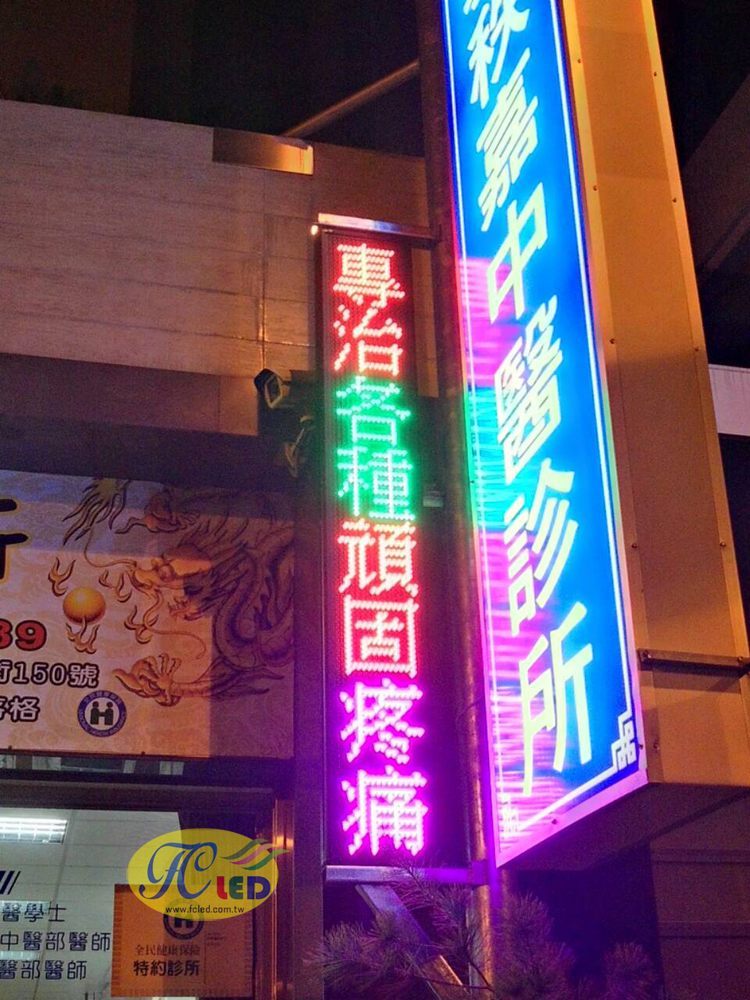 專治各種頑固疼痛
嘉中醫診所
39
150號
FC LED
www.fcled.com.tw
醫學士
中醫部醫師
醫部醫師
全民健康保險
特約診所